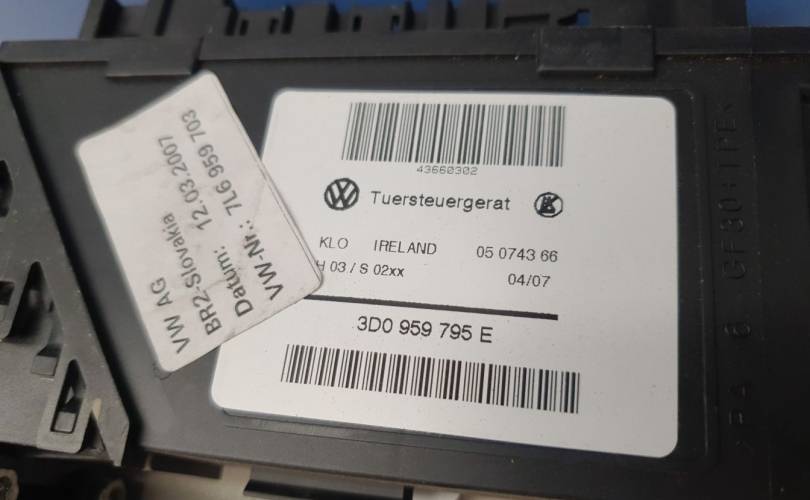 VW AG
BR2-Slovakia
Datum: 12.03.2007
VW-Nr.: 7L6 959 703
43660302
Tuersteuergerat
KLO IRELAND 05 0743 66
H 03 / S 02xx 04/07
3D0 959 795 E